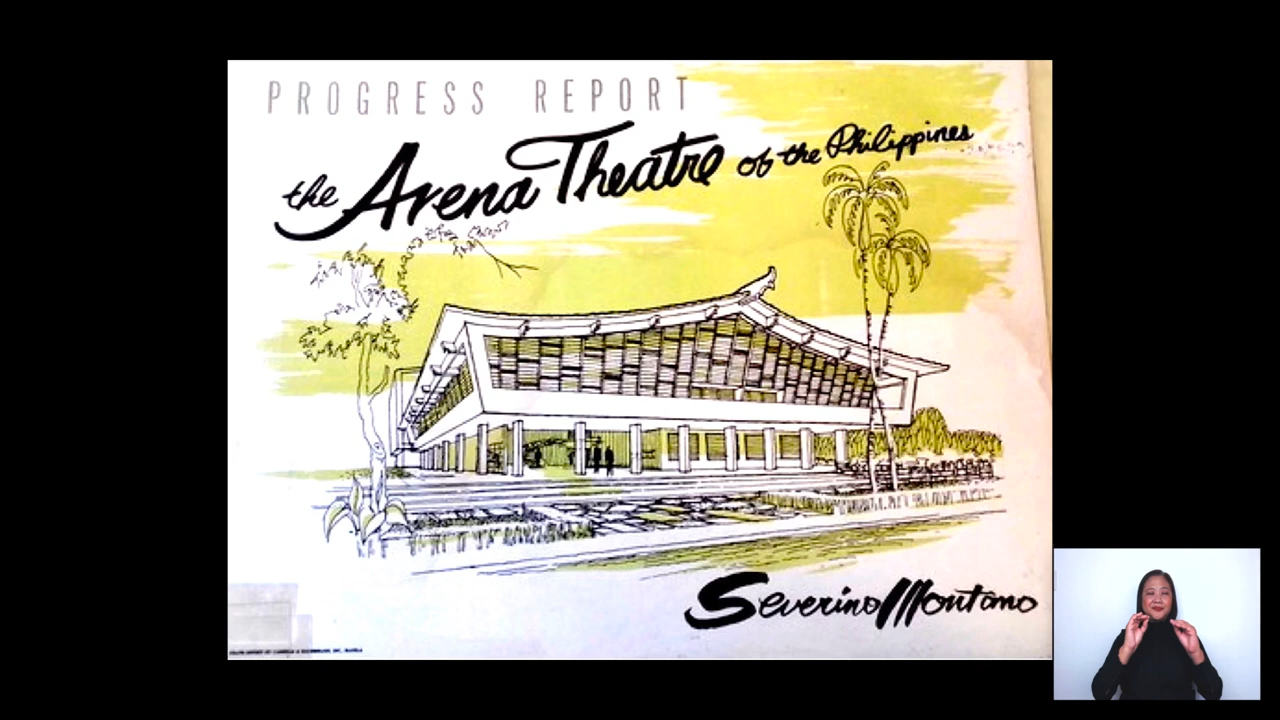 PROGRESS REPORT
the Arena Theatre of the Philippines
Severino Montano